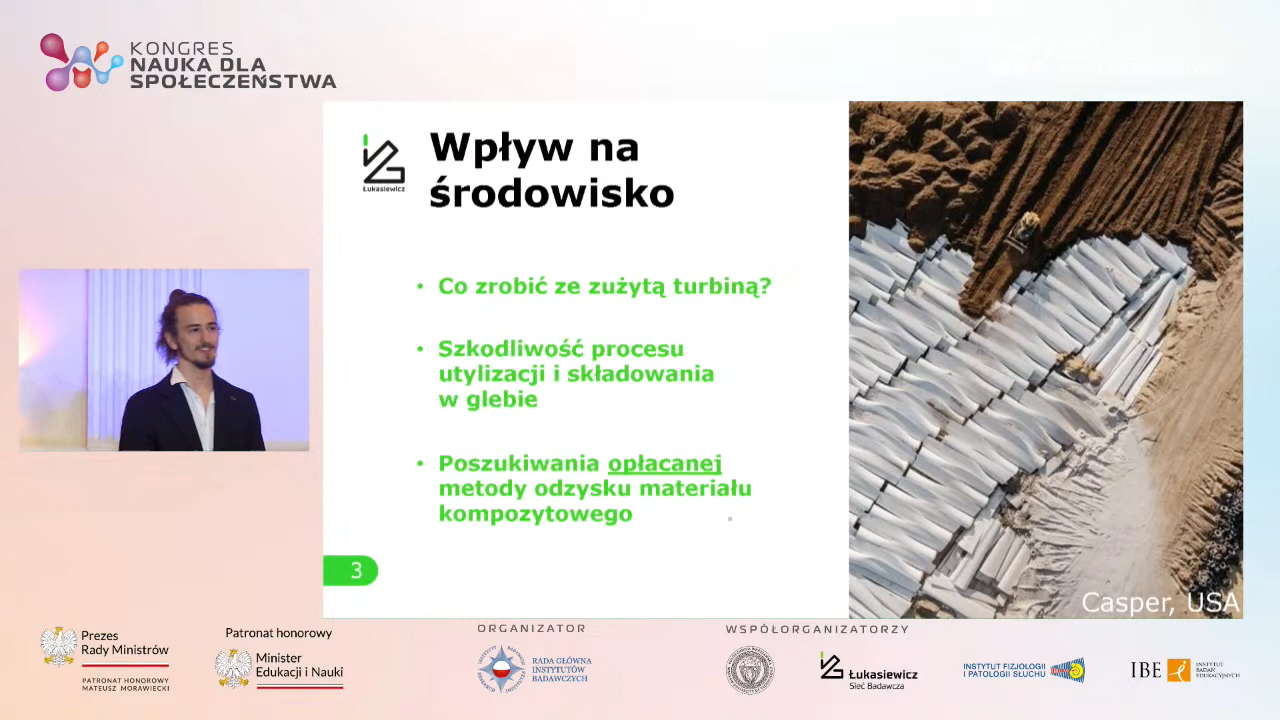 KONGRES
NAUKA DLA
SPOŁECZEŃSTWA
Łukasiewicz
Wpływ na
środowisko
• Co zrobić ze zużytą turbiną?
• Szkodliwość procesu
utylizacji i składowania
w glebie
• Poszukiwania opłacanej
metody odzysku materiału
kompozytowego
3
Casper, USA
Prezes
Rady Ministrów
PATRONAT HONOROWY
MATEUSZ MORAWIECKI
Patronat honorowy
Minister
Edukacji i Nauki
ORGANIZATOR
RADA GŁÓWNA
INSTYTUTÓW
BADAWCZYCH
WSPÓŁORGANIZATORZY
Łukasiewicz
Sieć Badawcza
INSTYTUT FIZJOLOGII
I PATOLOGII SŁUCHU
IBE
INSTYTUT
BADAŃ
EDUKACYJNYCH